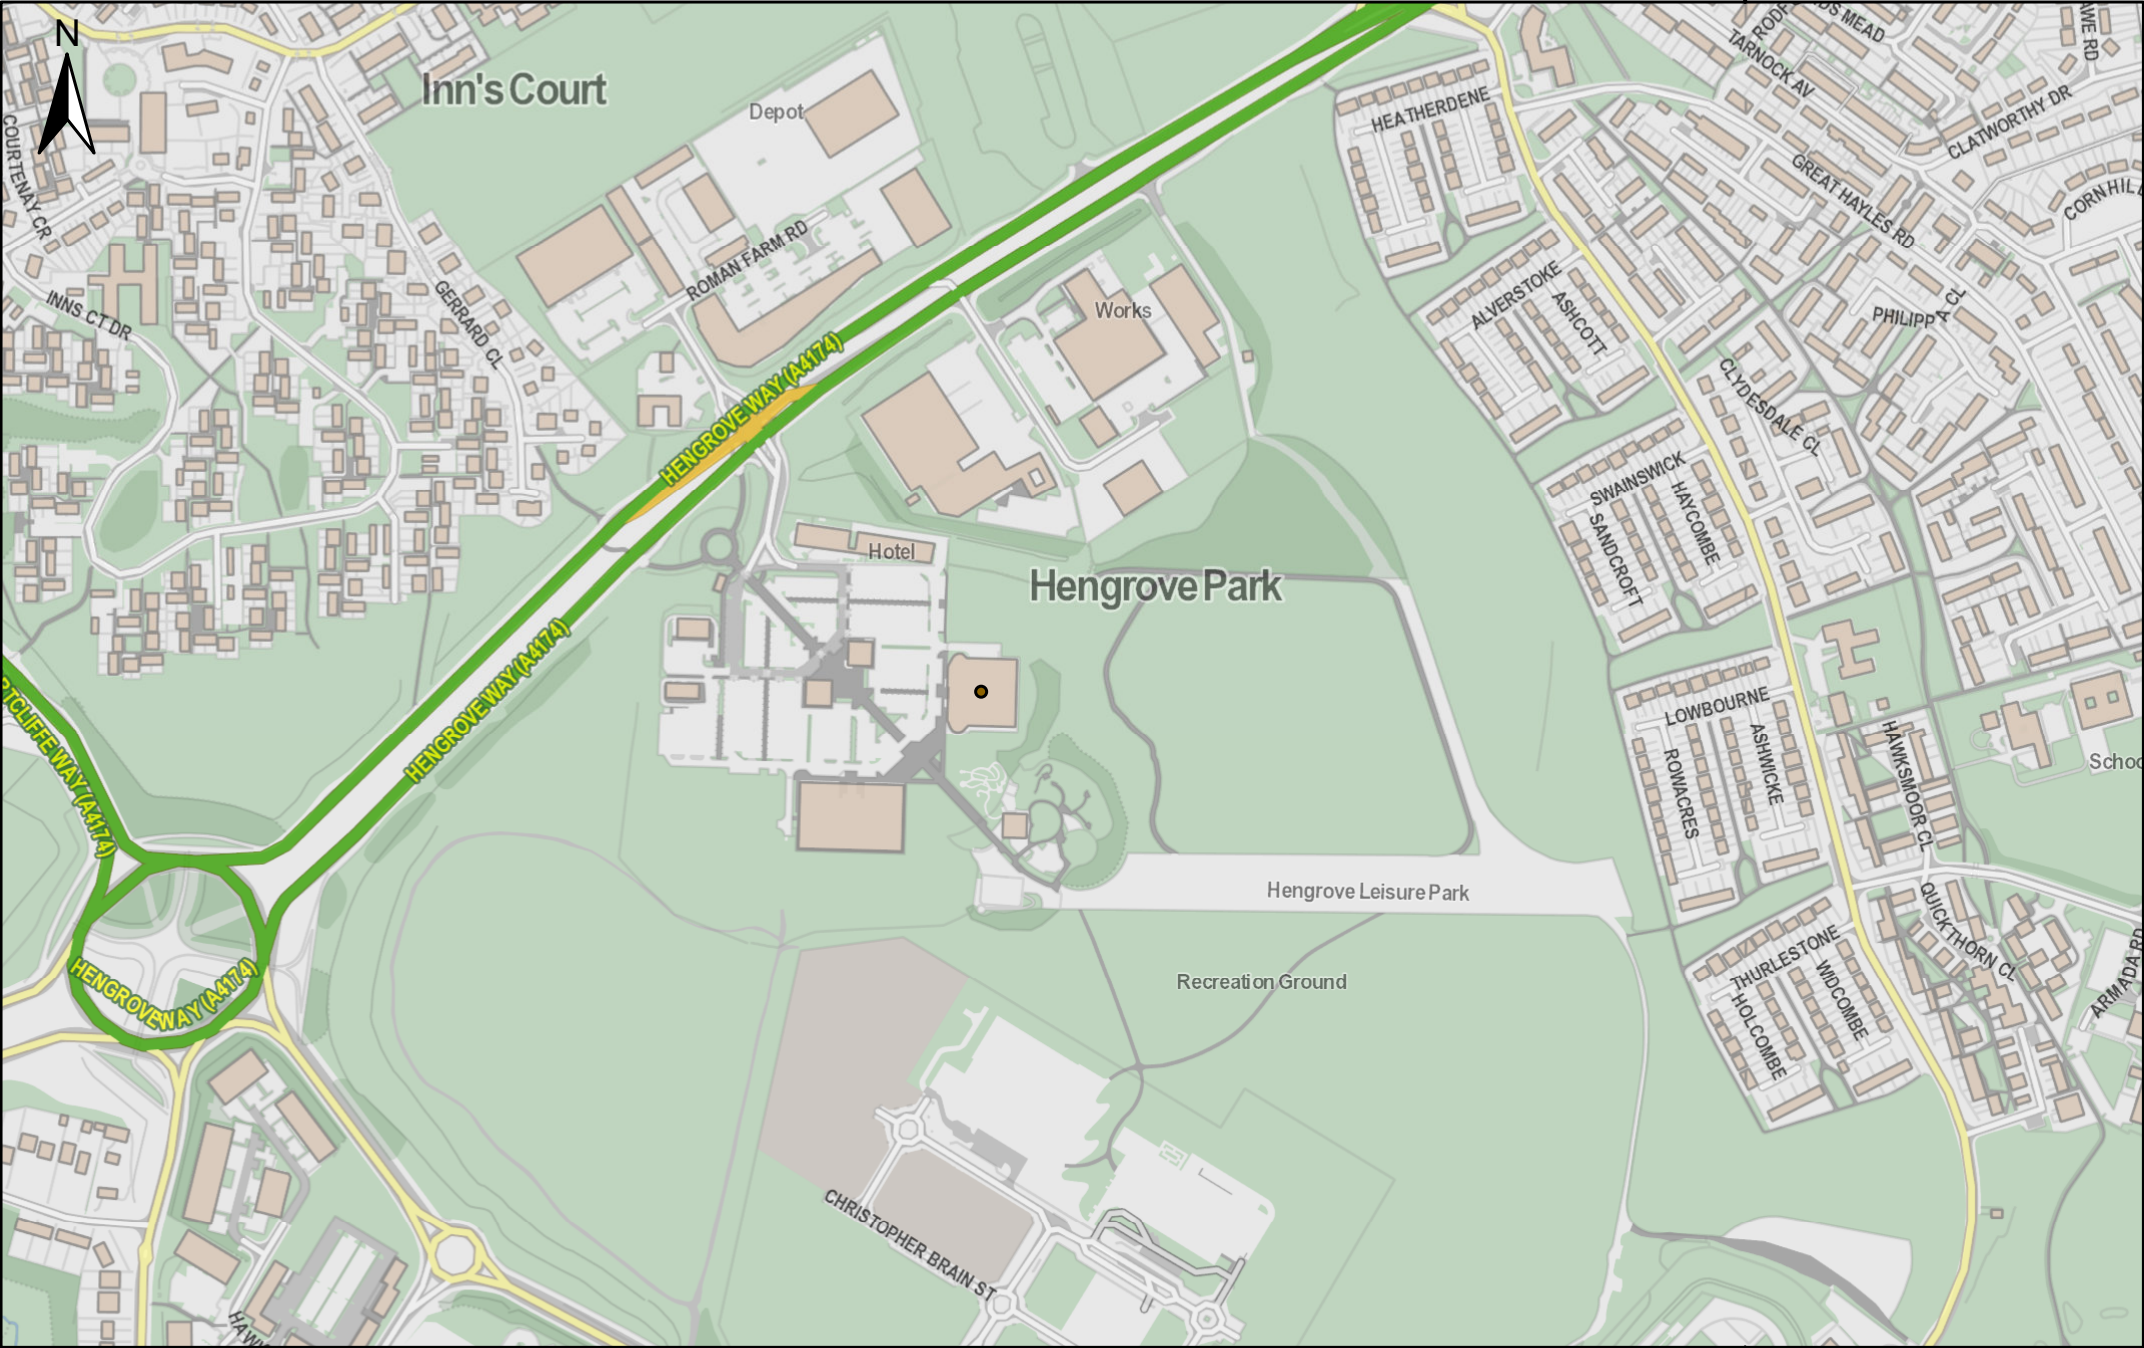 N
Inn's Court
Depot
ROMAN FARM RD
COURTENAY CR
INNS CT DR
GERRARD CL
HENGROVE WAY (A4174)
Works
HEATHERDENE
TARNOCK AV
CLATWORTHY DR
GREAT HAYLES RD
ALVERSTOKE
ASHCOTT
CLYDESDALE CL
SWAINSWICK
HAYCOMBE
SANDCROFT
Hotel
Hengrove Park
HENGROVE WAY (A4174)
LOWBOURNE
ROWACRES
ASHWICKE
HAWKSMOOR CL
Hengrove Leisure Park
QUICKTHORN CL
THURLESTONE
WIDCOMBE
HOLCOMBE
ARMADA RD
Recreation Ground
HENGROVE WAY (A4174)
CHRISTOPHER BRAIN ST